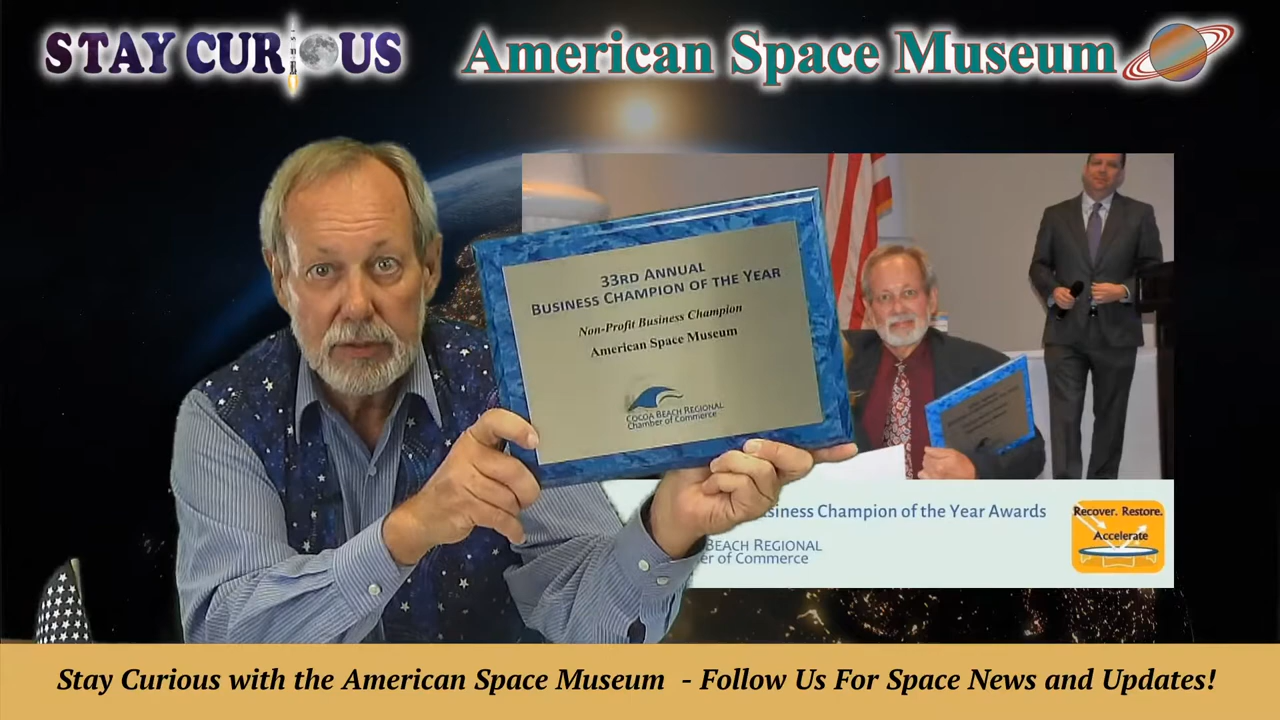 STAY CURIOUS
American Space Museum
33RD ANNUAL
BUSINESS CHAMPION OF THE YEAR
Non-Profit Business Champion
American Space Museum
COCOA BEACH REGIONAL
Chamber of Commerce
Business Champion of the Year Awards
BEACH REGIONAL
er of Commerce
Recover. Restore.
Accelerate
Stay Curious with the American Space Museum - Follow Us For Space News and Updates!